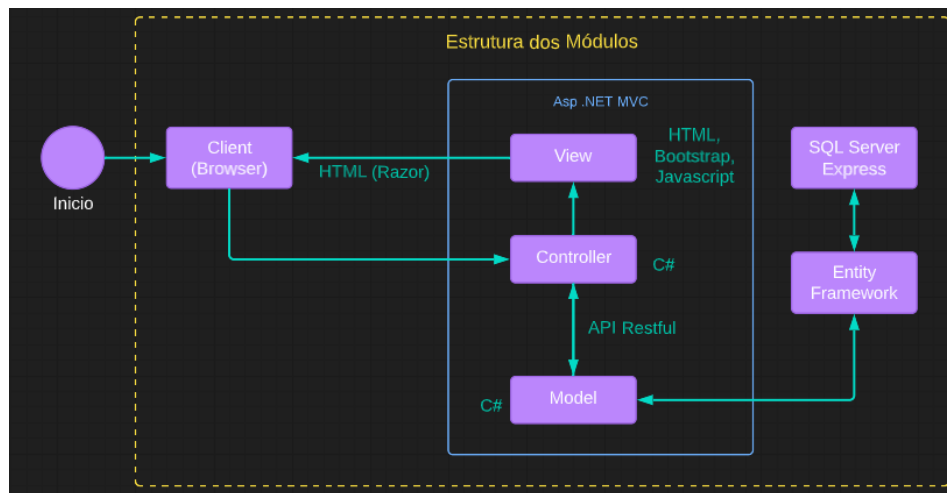 Estrutura dos Módulos
Asp .NET MVC
Inicio
Client
(Browser)
HTML (Razor)
View
HTML,
Bootstrap,
Javascript
SQL Server
Express
Controller
C#
Entity
Framework
API Restful
C#
Model